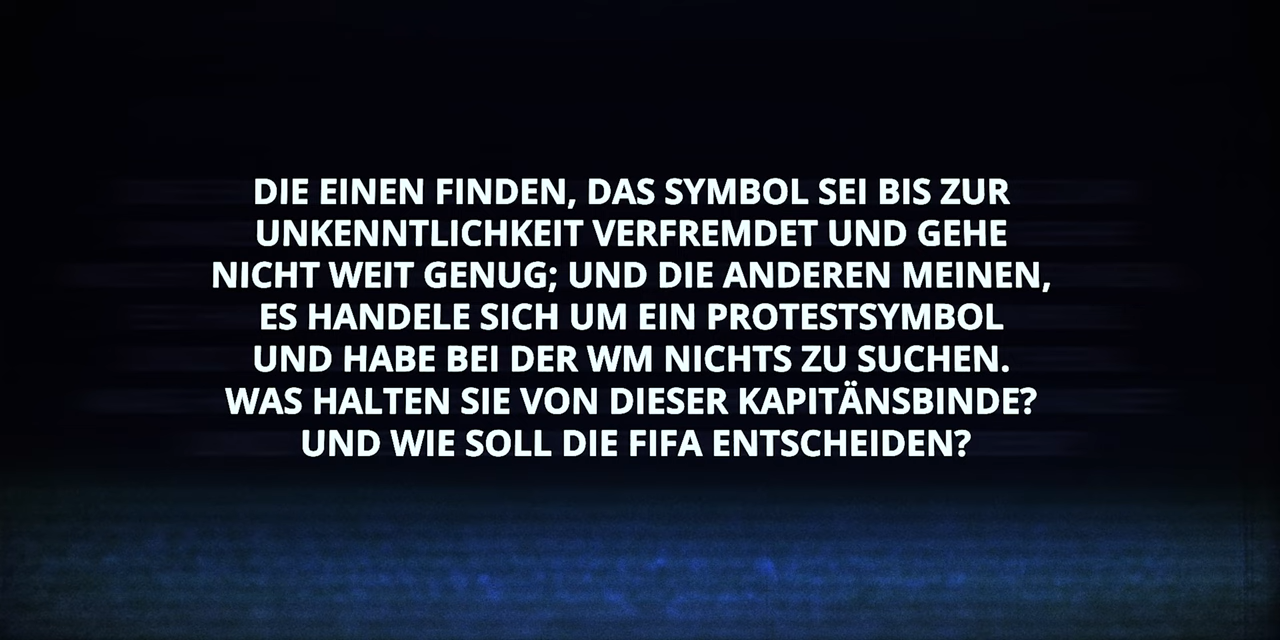 DIE EINEN FINDEN, DAS SYMBOL SEI BIS ZUR
UNKENNTLICHKEIT VERFREMDET UND GEHE
NICHT WEIT GENUG; UND DIE ANDEREN MEINEN,
ES HANDELE SICH UM EIN PROTESTSYMBOL
UND HABE BEI DER WM NICHTS ZU SUCHEN.
WAS HALTEN SIE VON DIESER KAPITÄNSBINDE?
UND WIE SOLL DIE FIFA ENTSCHEIDEN?